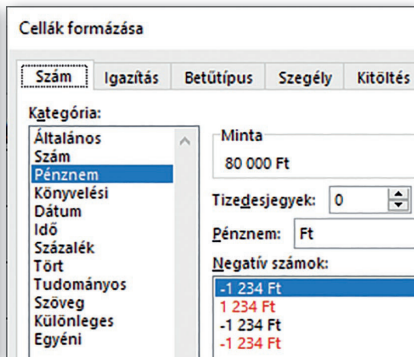 Cellák formázása
Szám Igazítás Betűtípus Szegély Kitöltés
Kategória:
Általános
Szám
Pénznem
Könyvelési
Dátum
Idő
Százalék
Tört
Tudományos
Szöveg
Különleges
Egyéni
Minta
80 000 Ft
Tizedesjegyek: 0
Pénznem: Ft
Negatív számok:
-1 234 Ft
1 234 Ft
-1 234 Ft
-1 234 Ft